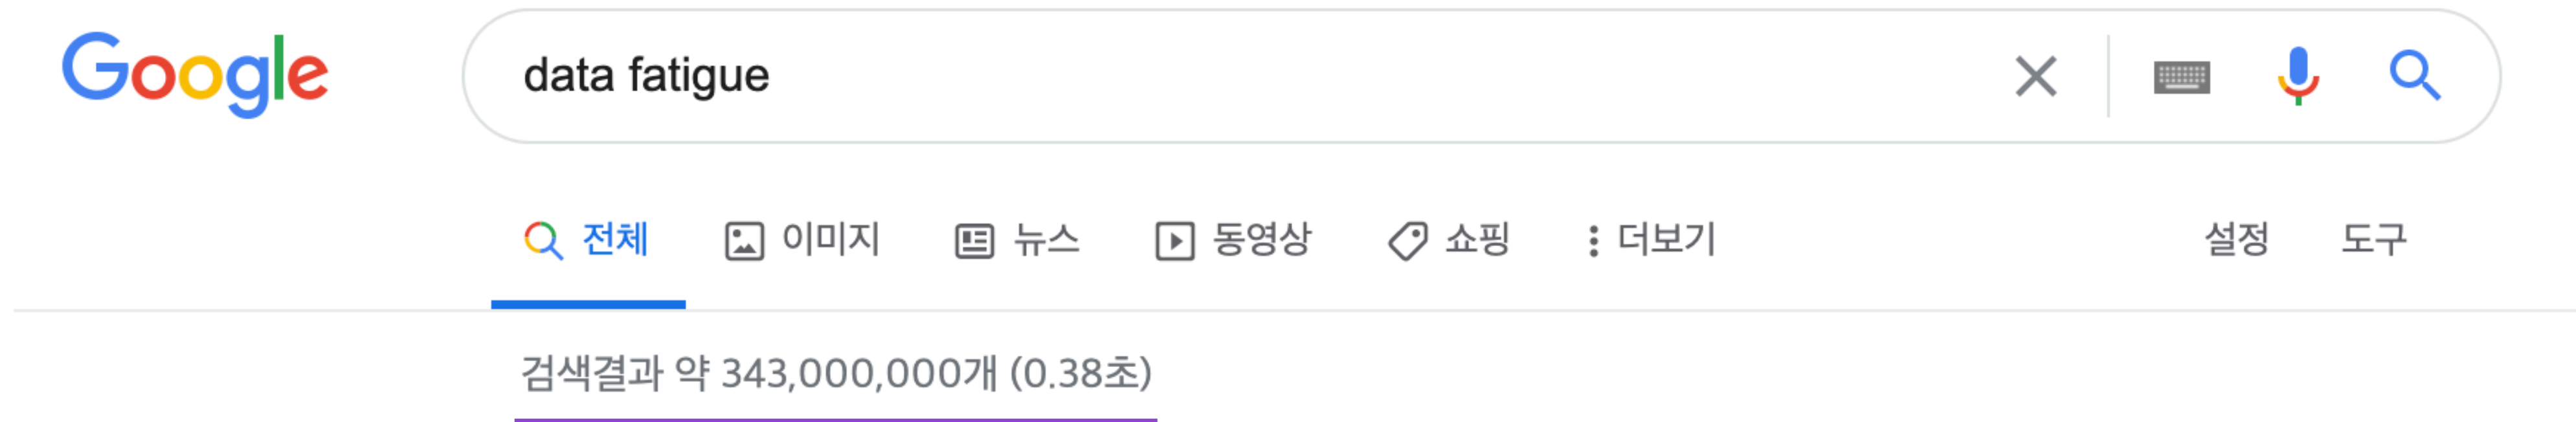 Google data fatigue
전체 이미지 뉴스 동영상 쇼핑 더보기 설정 도구
검색결과 약 343,000,000개 (0.38초)